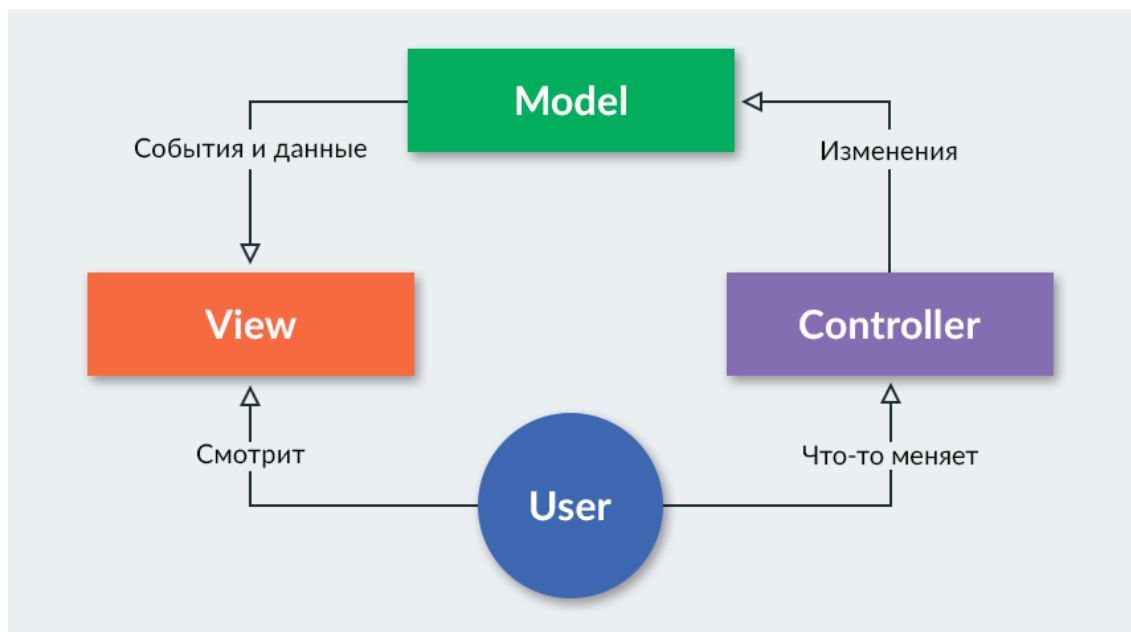 Model
События и данные
Изменения
View
Controller
Смотрит
Что-то меняет
User